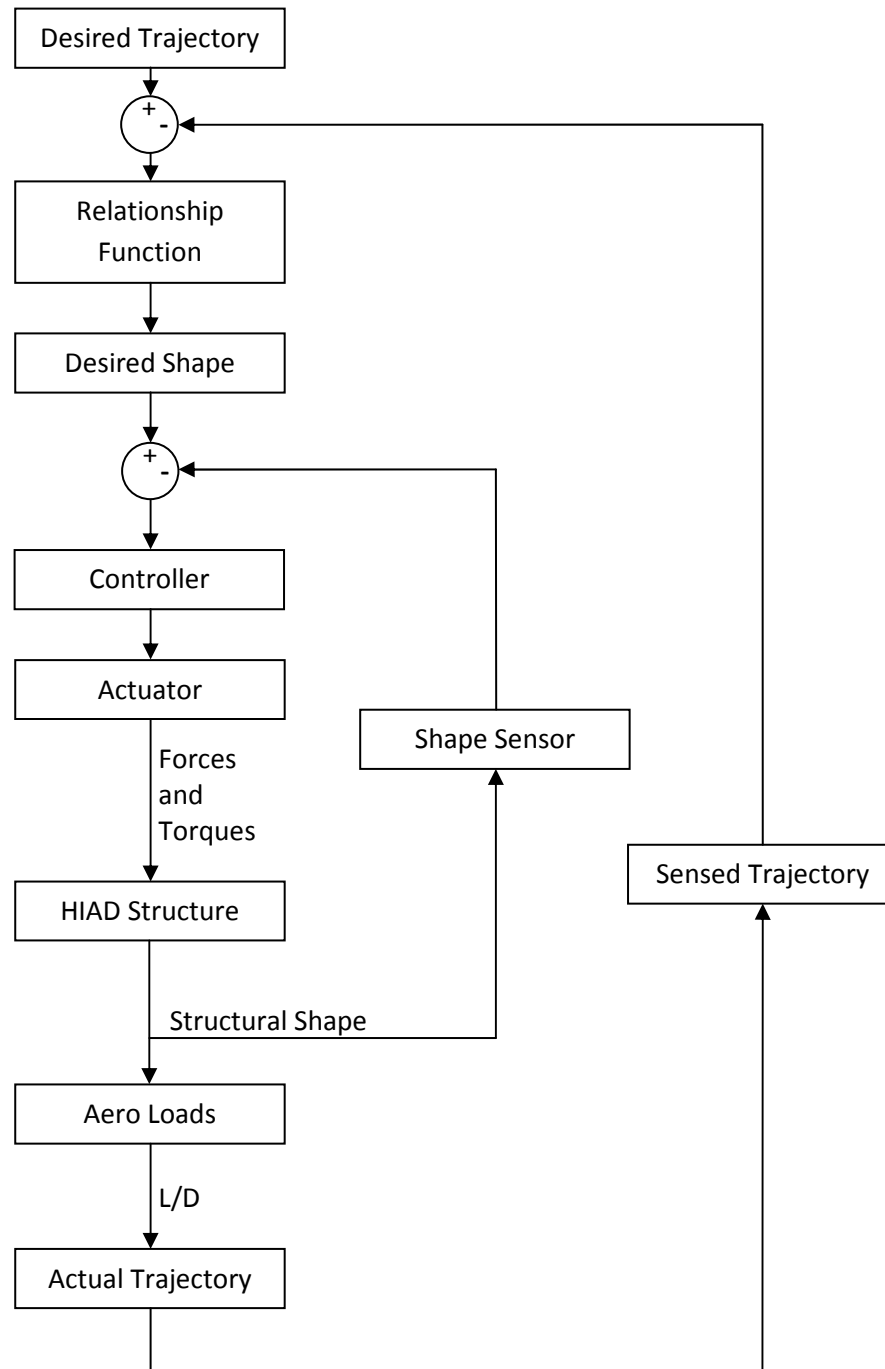 Desired Trajectory
+
-
Relationship
Function
Desired Shape
+
-
Controller
Actuator
Forces
and
Torques
Shape Sensor
HIAD Structure
Sensed Trajectory
Structural Shape
Aero Loads
L/D
Actual Trajectory